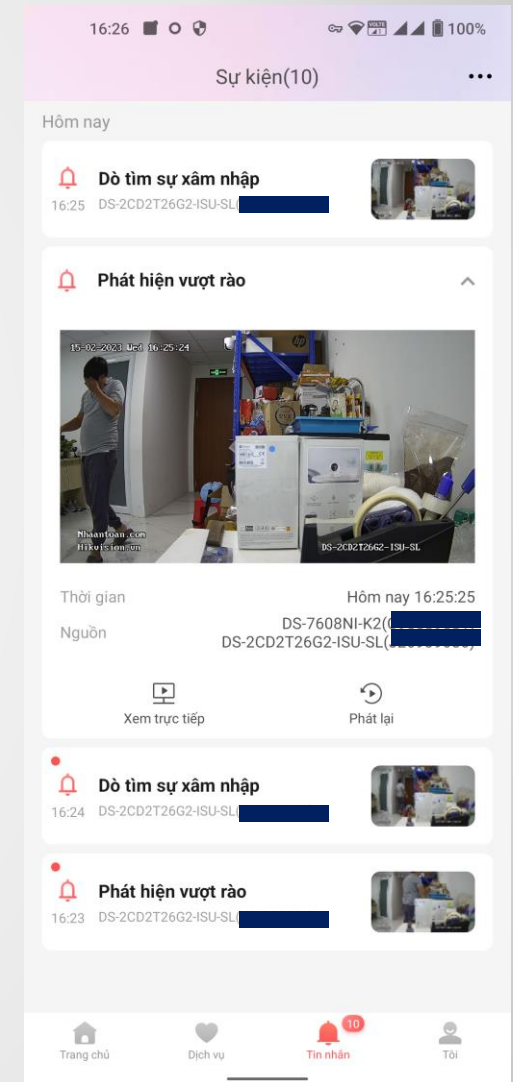 16:26
VoLTE
100%
Sự kiện(10)
Hôm nay
Dò tìm sự xâm nhập
16:25 DS-2CD2T26G2-ISU-SL(
Phát hiện vượt rào
15-02-2023 Wed 16:25:24
hp
Nhaantoan.com
Hikvision.vn
DS-2CD2T26G2-ISU-SL
Thời gian Hôm nay 16:25:25
Nguồn DS-7608NI-K2(
DS-2CD2T26G2-ISU-SL(
Xem trực tiếp Phát lại
Dò tìm sự xâm nhập
16:24 DS-2CD2T26G2-ISU-SL(
Phát hiện vượt rào
16:23 DS-2CD2T26G2-ISU-SL(
10
Trang chủ Dịch vụ Tin nhắn Tôi